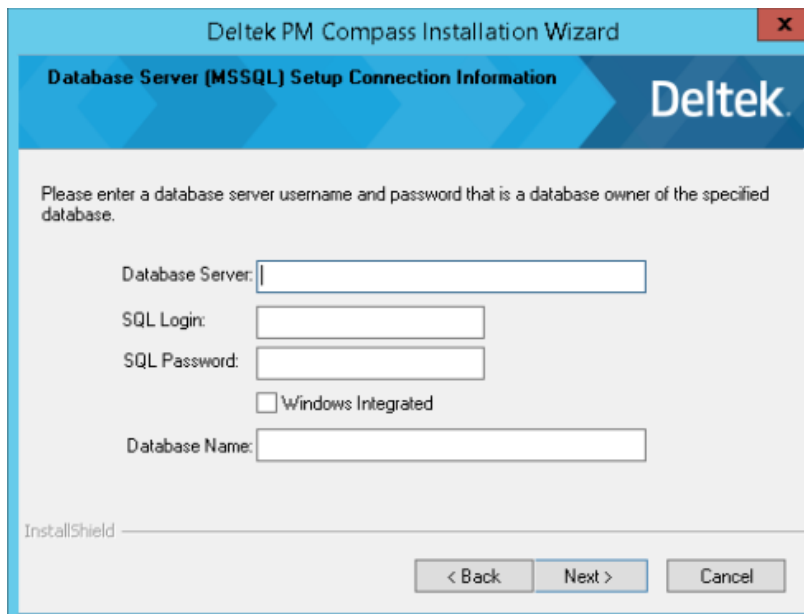 Deltek PM Compass Installation Wizard
x
Database Server (MSSQL) Setup Connection Information
Deltek.
Please enter a database server username and password that is a database owner of the specified
database.
Database Server:
SQL Login:
SQL Password:
Windows Integrated
Database Name:
InstallShield
< Back Next > Cancel